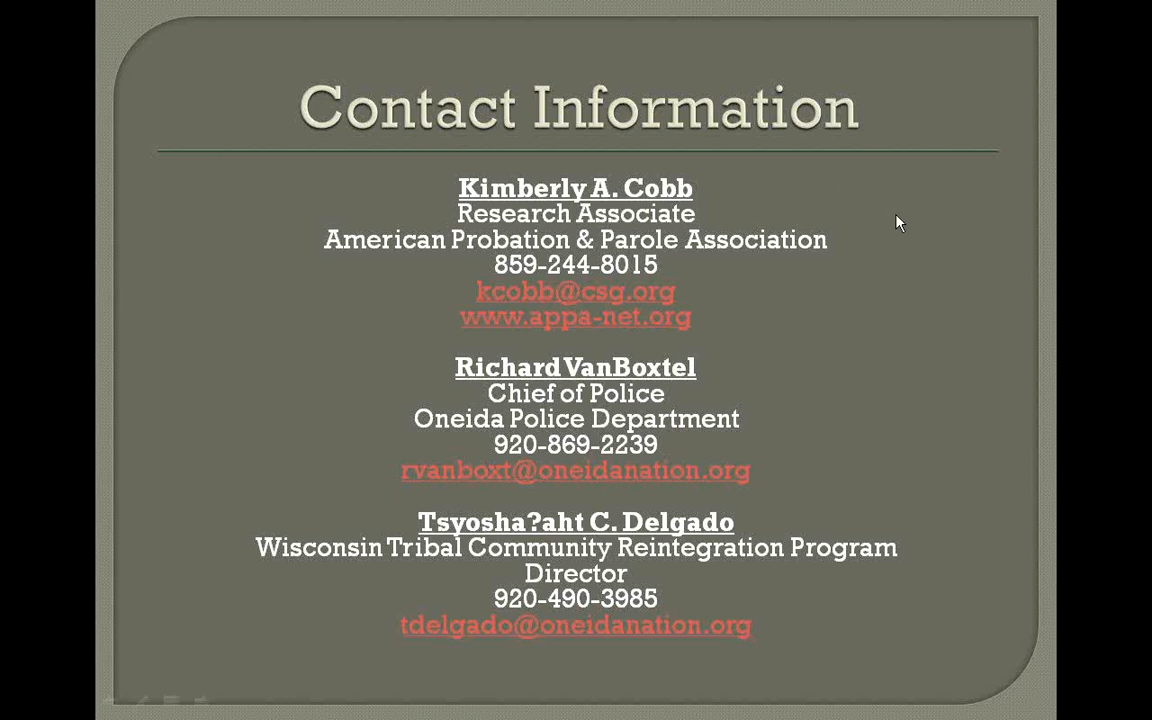 Contact Information
Kimberly A. Cobb
Research Associate
American Probation & Parole Association
859-244-8015
kcobb@csg.org
www.appa-net.org
Richard VanBoxtel
Chief of Police
Oneida Police Department
920-869-2239
rvanboxt@oneidanation.org
Tsyosha?aht C. Delgado
Wisconsin Tribal Community Reintegration Program
Director
920-490-3985
tdelgado@oneidanation.org